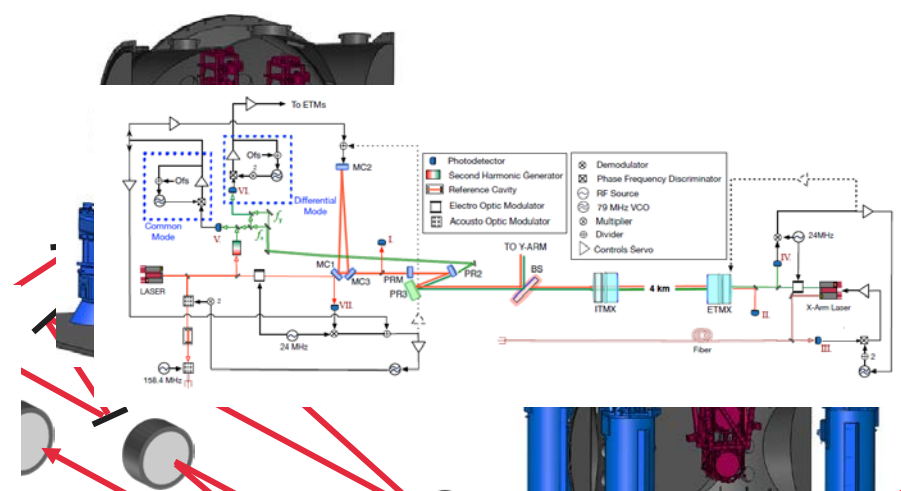 To ETMs
Ofs
2
MC2
Ofs
VI.
Differential
Mode
Common
Mode
V.
fy
fx
I.
MC1
MC3
PRM
PR2
PR3
LASER
VII.
2
24 MHz
158.4 MHz
Photodetector
Second Harmonic Generator
Reference Cavity
Electro Optic Modulator
Acousto Optic Modulator
Demodulator
Phase Frequency Discriminator
RF Source
79 MHz VCO
Multiplier
Divider
Controls Servo
TO Y-ARM
BS
ITMX
4 km
ETMX
24MHz
IV.
II.
X-Arm Laser
Fiber
III.
2